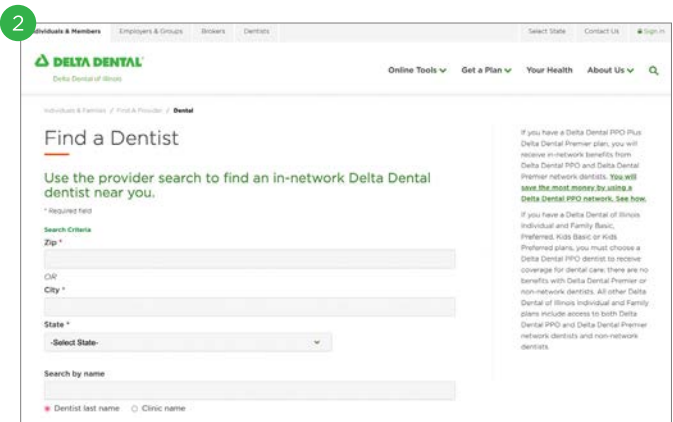 2
Individuals & Members Employers & Groups Brokers Dentists Select State Contact Us Sign In
DELTA DENTAL
Delta Dental of Illinois
Online Tools Get a Plan Your Health About Us
Individuals & Families / Find A Provider / Dental
Find a Dentist
Use the provider search to find an in-network Delta Dental
dentist near you.
* Required field
Search Criteria
Zip *
OR
City *
State *
-Select State-
Search by name
Dentist last name Clinic name
If you have a Delta Dental PPO Plus
Delta Dental Premier plan, you will
receive in-network benefits from
Delta Dental PPO and Delta Dental
Premier network dentists. You will
save the most money by using a
Delta Dental PPO network. See how.
If you have a Delta Dental of Illinois
Individual and Family Basic,
Preferred, Kids Basic or Kids
Preferred plans, you must choose a
Delta Dental PPO dentist to receive
coverage for dental care; there are no
benefits with Delta Dental Premier or
non-network dentists. All other Delta
Dental of Illinois Individual and Family
plans include access to both Delta
Dental PPO and Delta Dental Premier
network dentists and non-network
dentists.